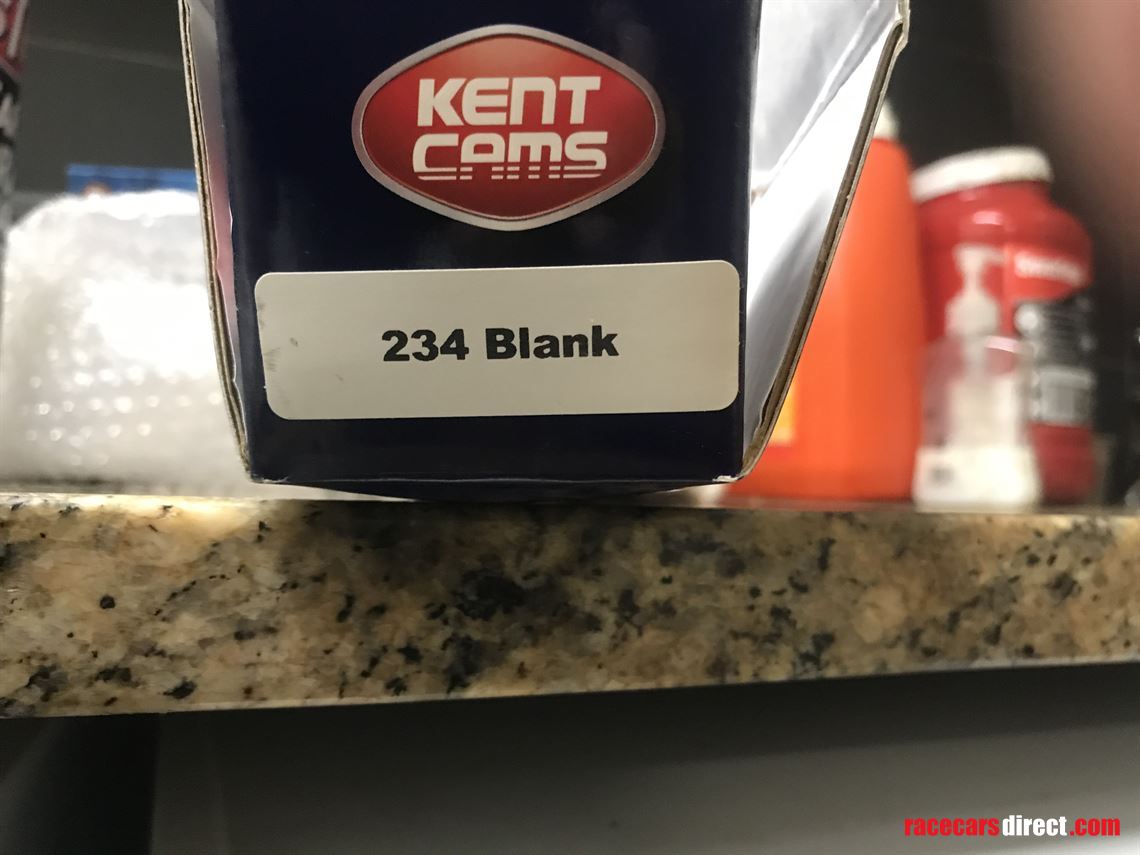 KENT
CAMS
234 Blank
racecarsdirect.com